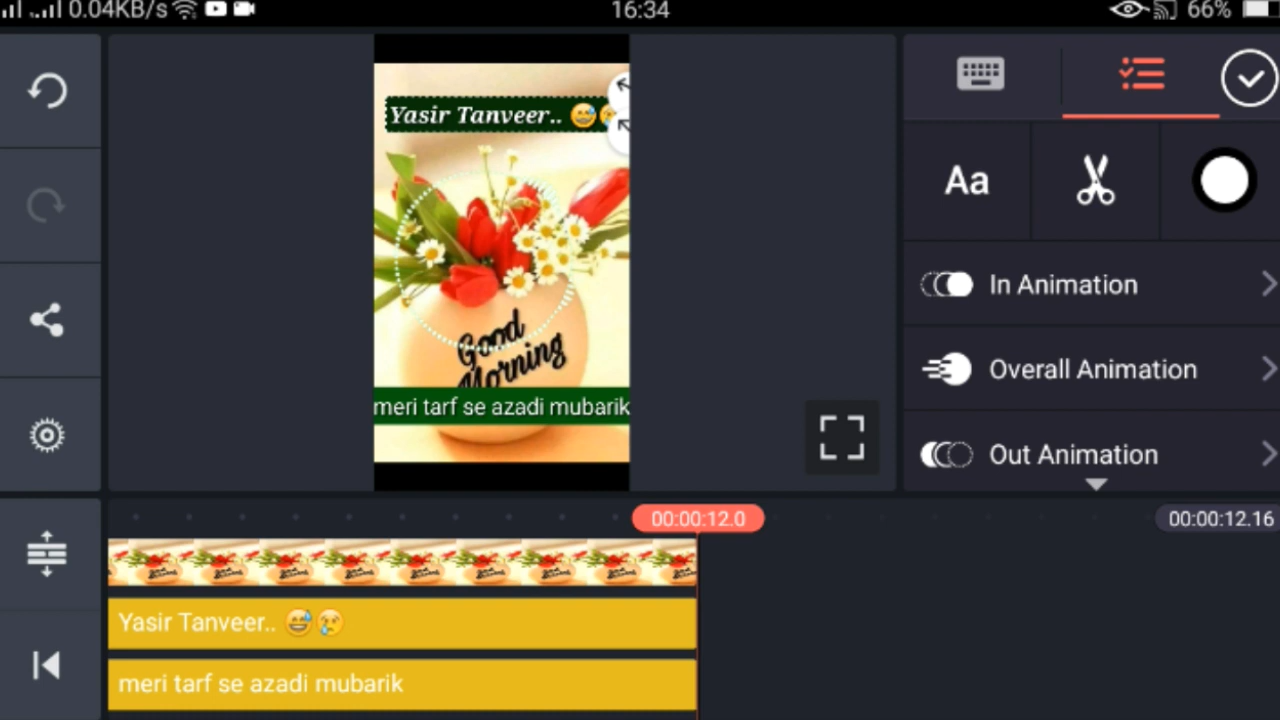 0.04KB/s
16:34
66%
Yasir Tanveer.. 😅
Good
Morning
meri tarf se azadi mubarik
Aa
In Animation
Overall Animation
Out Animation
00:00:12.0
00:00:12.16
Yasir Tanveer.. 😅😢
meri tarf se azadi mubarik